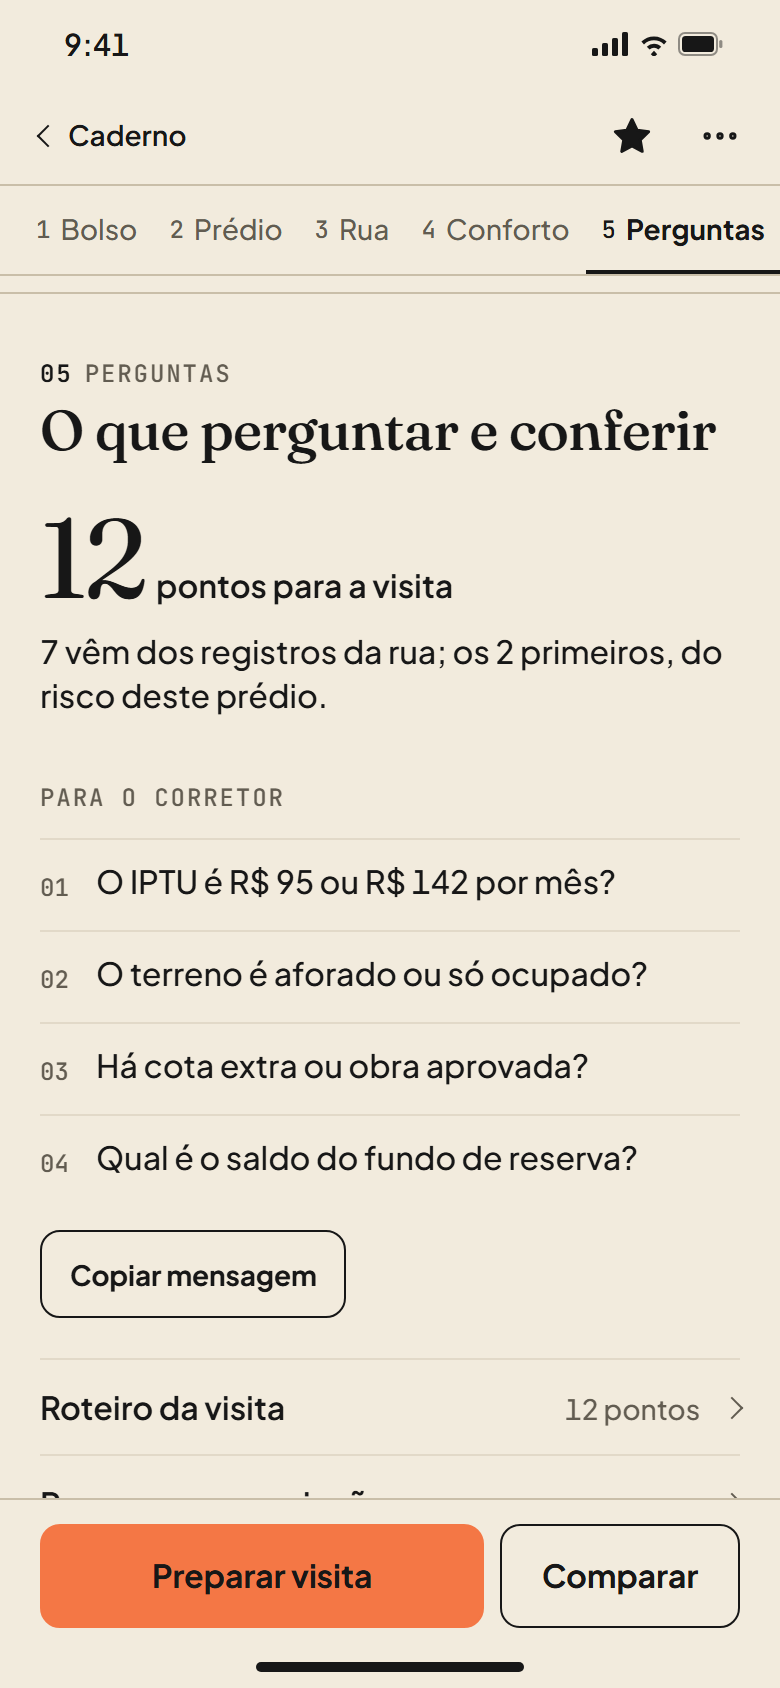 9:41
Caderno
1 Bolso 2 Prédio 3 Rua 4 Conforto 5 Perguntas
05 PERGUNTAS
O que perguntar e conferir
12 pontos para a visita
7 vêm dos registros da rua; os 2 primeiros, do
risco deste prédio.
PARA O CORRETOR
01 O IPTU é R$ 95 ou R$ 142 por mês?
02 O terreno é aforado ou só ocupado?
03 Há cota extra ou obra aprovada?
04 Qual é o saldo do fundo de reserva?
Copiar mensagem
Roteiro da visita 12 pontos
Preparar visita Comparar